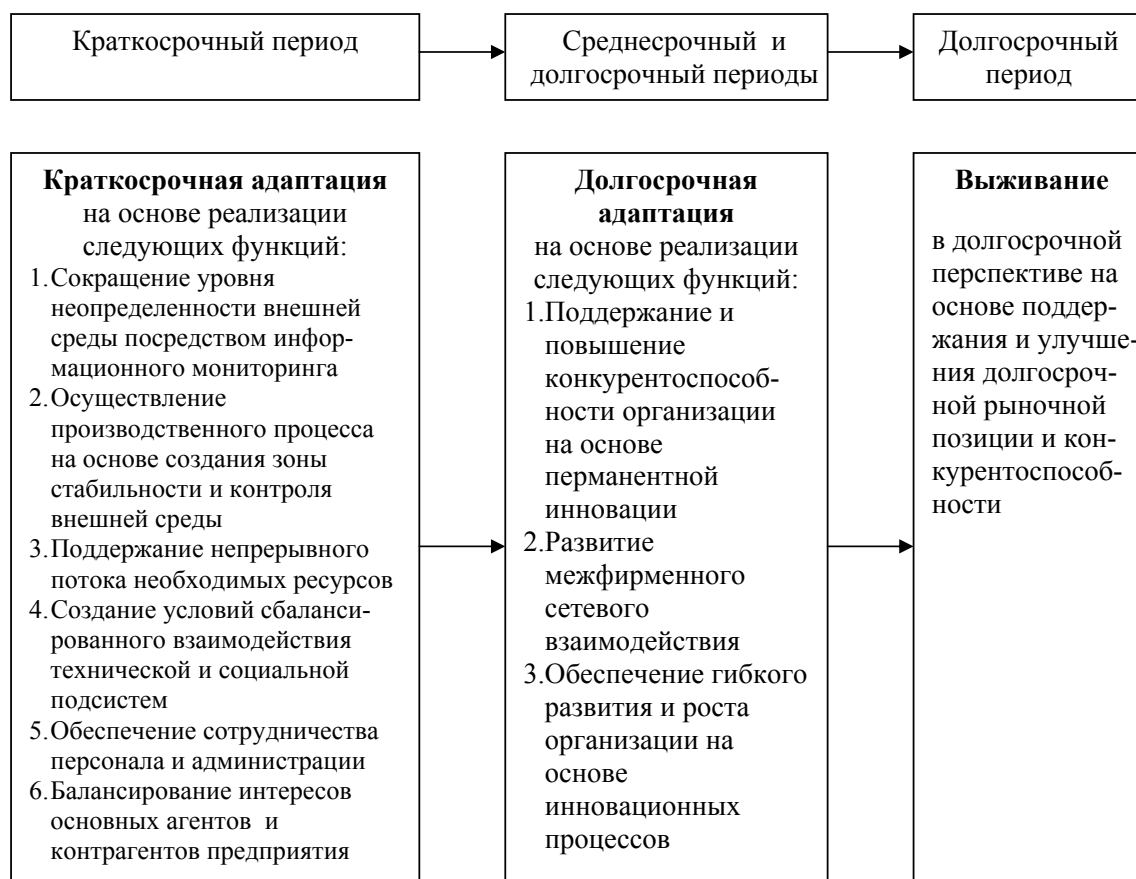 Краткосрочный период
Среднесрочный и
долгосрочный периоды
Долгосрочный
период
Краткосрочная адаптация
на основе реализации
следующих функций:
1.Сокращение уровня
неопределенности внешней
среды посредством инфор-
мационного мониторинга
2.Осуществление
производственного процесса
на основе создания зоны
стабильности и контроля
внешней среды
3.Поддержание непрерывного
потока необходимых ресурсов
4.Создание условий сбаланси-
рованного взаимодействия
технической и социальной
подсистем
5.Обеспечение сотрудничества
персонала и администрации
6.Балансирование интересов
основных агентов и
контрагентов предприятия
Долгосрочная
адаптация
на основе реализации
следующих функций:
1.Поддержание и
повышение
конкурентоспособ-
ности организации
на основе
перманентной
инновации
2.Развитие
межфирменного
сетевого
взаимодействия
3.Обеспечение гибкого
развития и роста
организации на
основе
инновационных
процессов
Выживание
в долгосрочной
перспективе на
основе поддер-
жания и улучше-
ния долгосроч-
ной рыночной
позиции и кон-
курентоспособ-
ности